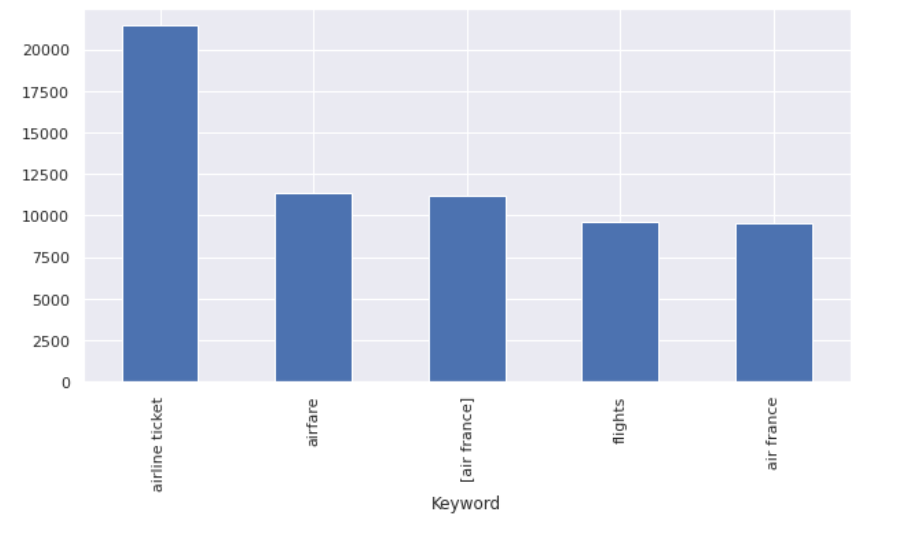 20000
17500
15000
12500
10000
7500
5000
2500
0
airline ticket
airfare
[air france]
flights
air france
Keyword